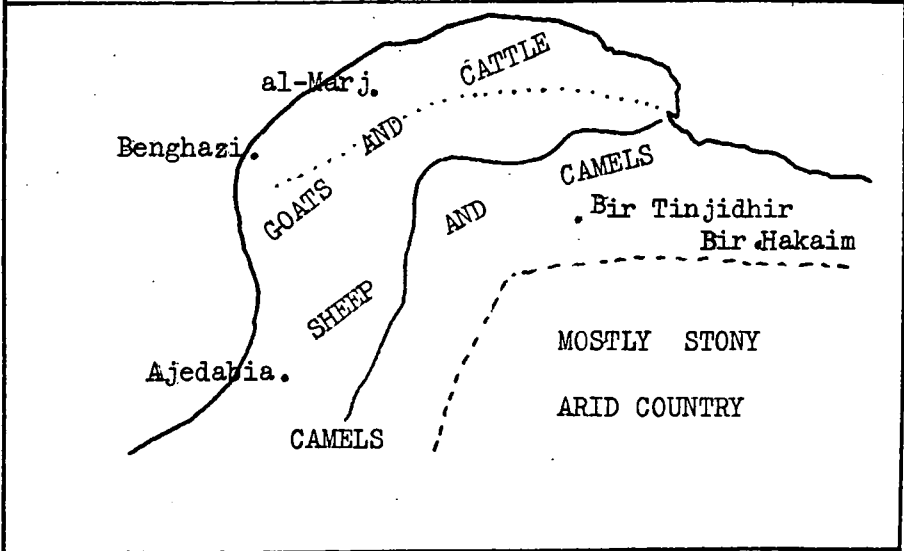 CATTLE
al-Marj
AND
Benghazi
CAMELS
GOATS
AND
Bir Tinjidhir
Bir Hakaim
SHEEP
MOSTLY STONY
Ajedabia
ARID COUNTRY
CAMELS